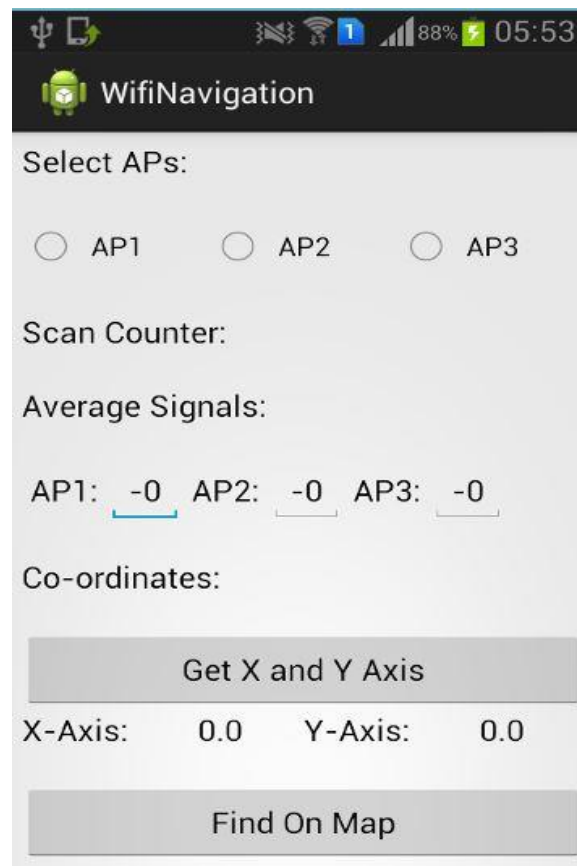 1 88% 05:53
WifiNavigation
Select APs:
AP1 AP2 AP3
Scan Counter:
Average Signals:
AP1: -0 AP2: -0 AP3: -0
Co-ordinates:
Get X and Y Axis
X-Axis: 0.0 Y-Axis: 0.0
Find On Map